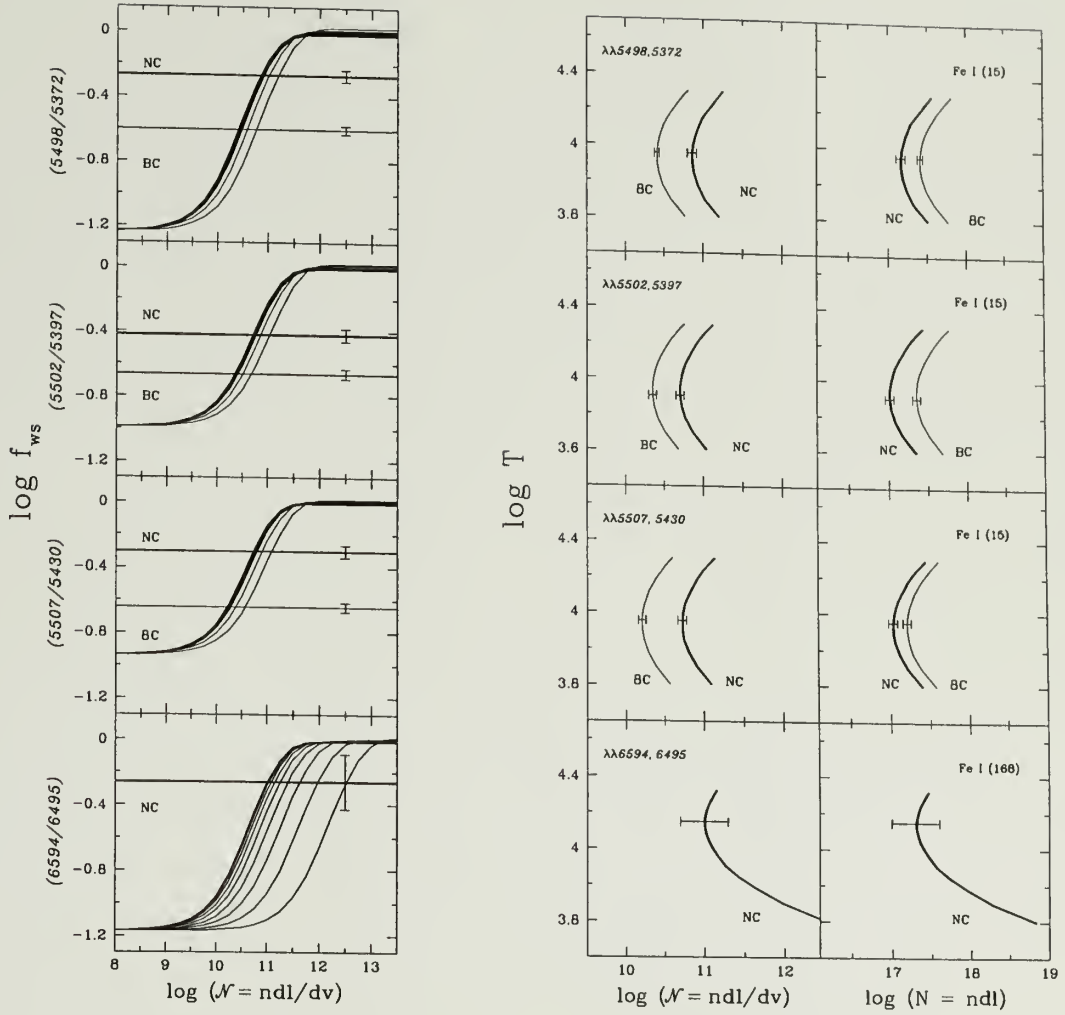 log f_ws
(5498/5372)
0
-0.4
-0.8
-1.2
NC
BC
(5502/5397)
0
-0.4
-0.8
-1.2
NC
BC
(5507/5430)
0
-0.4
-0.8
-1.2
NC
BC
(6594/6495)
0
-0.4
-0.8
-1.2
NC
8 9 10 11 12 13
log (𝒩 = ndl/dv)
log T
4.4
4
3.8
λλ5498,5372
BC
NC
Fe I (15)
NC
BC
4.4
4
3.6
λλ5502,5397
BC
NC
Fe I (15)
NC
BC
4.4
4
3.8
λλ5507, 5430
BC
NC
Fe I (15)
NC
BC
4.4
4
3.8
λλ6594, 6495
NC
Fe I (168)
NC
10 11 12
17 18 19
log (𝒩 = ndl/dv)
log (N = ndl)